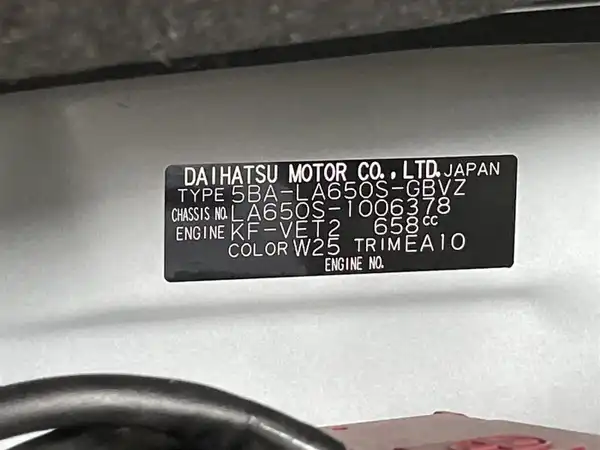 DAIHATSU MOTOR CO., LTD. JAPAN
TYPE 5BA-LA650S-GBVZ
CHASSIS NO. LA650S-1006378
ENGINE KF-VET2 658cc
COLOR W25 TRIM EA10
ENGINE NO.